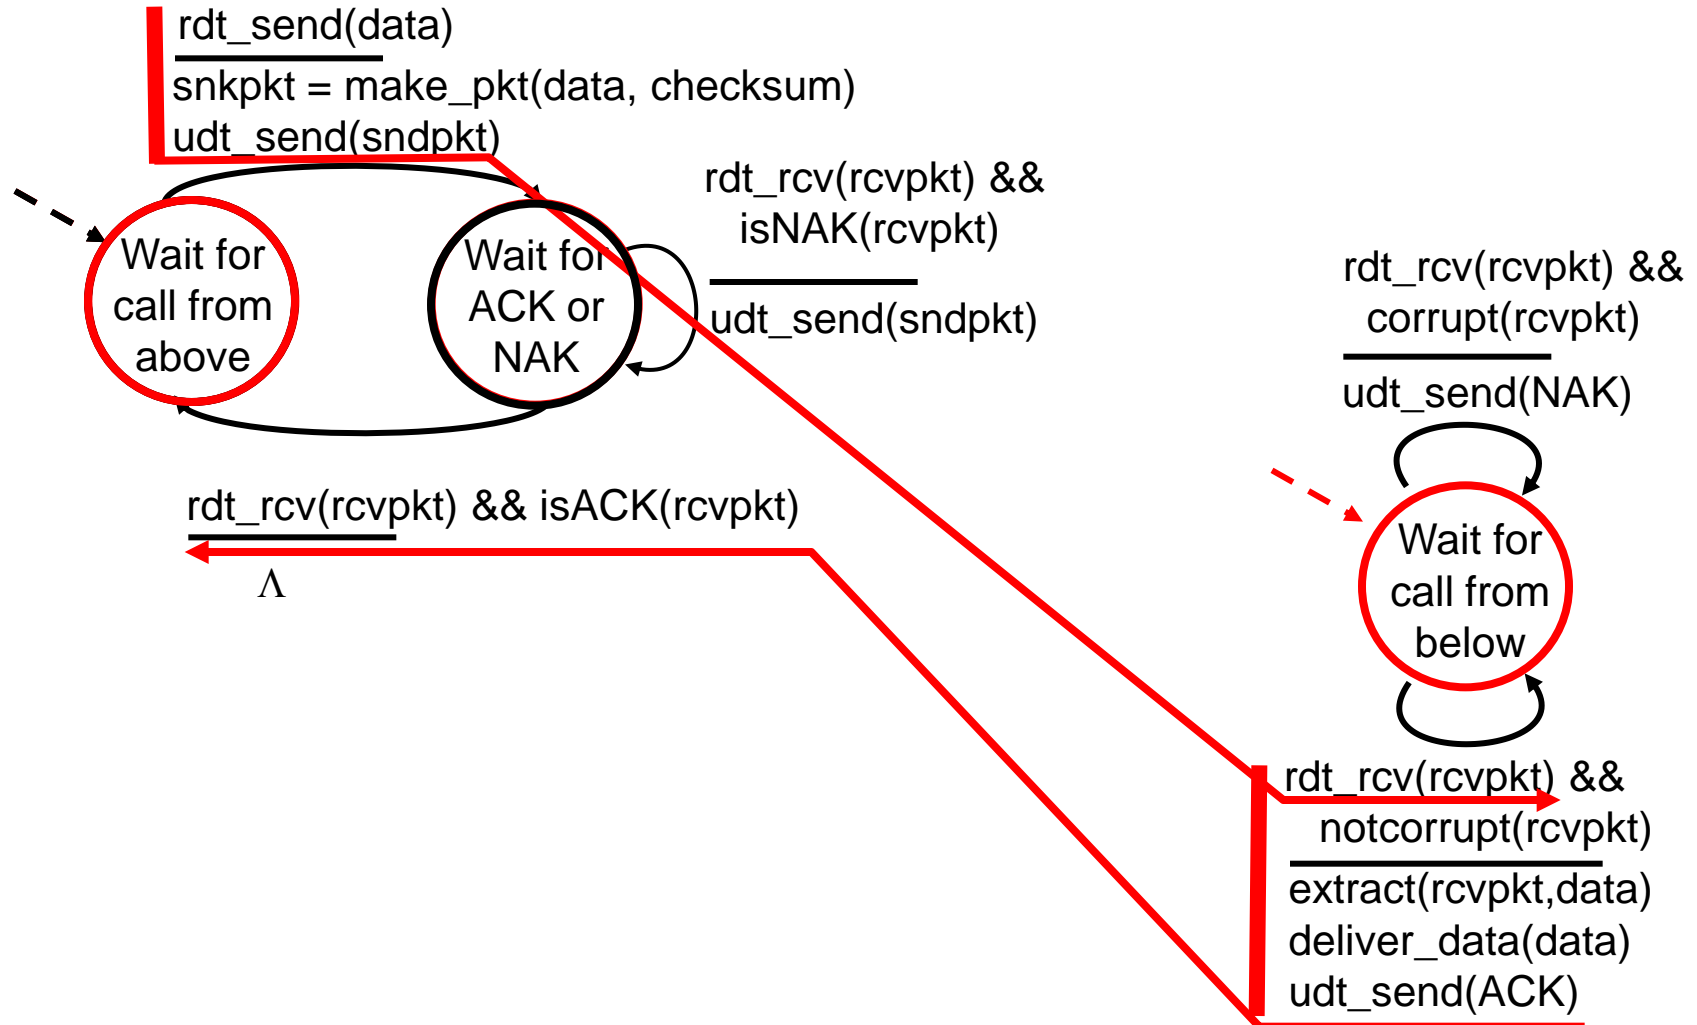 rdt_send(data)
snkpkt = make_pkt(data, checksum)
udt_send(sndpkt)
Wait for
call from
above
Wait for
ACK or
NAK
rdt_rcv(rcvpkt) &&
isNAK(rcvpkt)
udt_send(sndpkt)
rdt_rcv(rcvpkt) && isACK(rcvpkt)
Λ
rdt_rcv(rcvpkt) &&
corrupt(rcvpkt)
udt_send(NAK)
Wait for
call from
below
rdt_rcv(rcvpkt) &&
notcorrupt(rcvpkt)
extract(rcvpkt,data)
deliver_data(data)
udt_send(ACK)